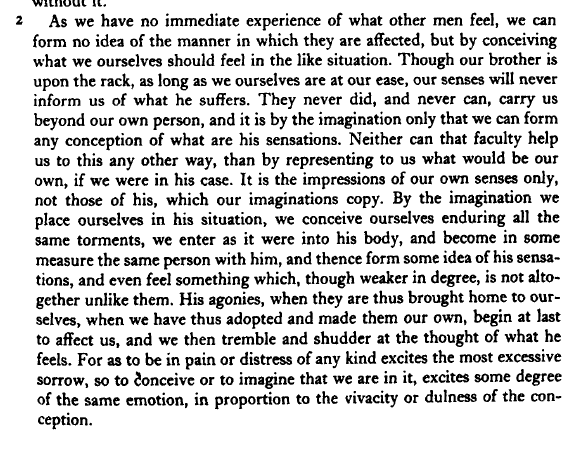 without it.
2 As we have no immediate experience of what other men feel, we can
form no idea of the manner in which they are affected, but by conceiving
what we ourselves should feel in the like situation. Though our brother is
upon the rack, as long as we ourselves are at our ease, our senses will never
inform us of what he suffers. They never did, and never can, carry us
beyond our own person, and it is by the imagination only that we can form
any conception of what are his sensations. Neither can that faculty help
us to this any other way, than by representing to us what would be our
own, if we were in his case. It is the impressions of our own senses only,
not those of his, which our imaginations copy. By the imagination we
place ourselves in his situation, we conceive ourselves enduring all the
same torments, we enter as it were into his body, and become in some
measure the same person with him, and thence form some idea of his sensa-
tions, and even feel something which, though weaker in degree, is not alto-
gether unlike them. His agonies, when they are thus brought home to our-
selves, when we have thus adopted and made them our own, begin at last
to affect us, and we then tremble and shudder at the thought of what he
feels. For as to be in pain or distress of any kind excites the most excessive
sorrow, so to conceive or to imagine that we are in it, excites some degree
of the same emotion, in proportion to the vivacity or dulness of the con-
ception.